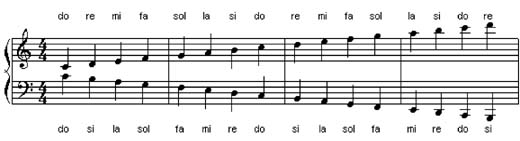 do re mi fa sol la si do re mi fa sol la si do re
4 4
4 4
do si la sol fa mi re do si la sol fa mi re do si